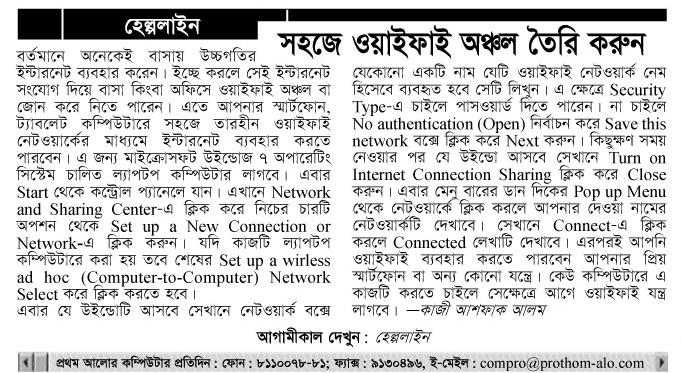 হেল্পলাইন
সহজে ওয়াইফাই অঞ্চল তৈরি করুন
বর্তমানে অনেকেই বাসায় উচ্চগতির
ইন্টারনেট ব্যবহার করেন। ইচ্ছে করলে সেই ইন্টারনেট
সংযোগ দিয়ে বাসা কিংবা অফিসে ওয়াইফাই অঞ্চল বা
জোন করে নিতে পারেন। এতে আপনার স্মার্টফোন,
ট্যাবলেট কম্পিউটারে সহজে তারহীন ওয়াইফাই
নেটওয়ার্কের মাধ্যমে ইন্টারনেট ব্যবহার করতে
পারবেন। এ জন্য মাইক্রোসফট উইন্ডোজ ৭ অপারেটিং
সিস্টেম চালিত ল্যাপটপ কম্পিউটার লাগবে। এবার
Start থেকে কন্ট্রোল প্যানেলে যান। এখানে Network
and Sharing Center-এ ক্লিক করে নিচের চারটি
অপশন থেকে Set up a New Connection or
Network-এ ক্লিক করুন। যদি কাজটি ল্যাপটপ
কম্পিউটারে করা হয় তবে শেষের Set up a wirless
ad hoc (Computer-to-Computer) Network
Select করে ক্লিক করতে হবে।
এবার যে উইন্ডোটি আসবে সেখানে নেটওয়ার্ক বক্সে
যেকোনো একটি নাম যেটি ওয়াইফাই নেটওয়ার্ক নেম
হিসেবে ব্যবহৃত হবে সেটি লিখুন। এ ক্ষেত্রে Security
Type-এ চাইলে পাসওয়ার্ড দিতে পারেন। না চাইলে
No authentication (Open) নির্বাচন করে Save this
network বক্সে ক্লিক করে Next করুন। কিছুক্ষণ সময়
নেওয়ার পর যে উইন্ডো আসবে সেখানে Turn on
Internet Connection Sharing ক্লিক করে Close
করুন। এবার মেনু বারের ডান দিকের Pop up Menu
থেকে নেটওয়ার্কে ক্লিক করলে আপনার দেওয়া নামের
নেটওয়ার্কটি দেখাবে। সেখানে Connect-এ ক্লিক
করলে Connected লেখাটি দেখাবে। এরপরই আপনি
ওয়াইফাই ব্যবহার করতে পারবেন আপনার প্রিয়
স্মার্টফোন বা অন্য কোনো যন্ত্রে। কেউ কম্পিউটারে এ
কাজটি করতে চাইলে সেক্ষেত্রে আগে ওয়াইফাই যন্ত্র
লাগবে। —কাজী আশফাক আলম
আগামীকাল দেখুন : হেল্পলাইন
প্রথম আলোর কম্পিউটার প্রতিদিন : ফোন : ৮১১০০৭৮-৮১; ফ্যাক্স : ৯১৩০৪৯৬, ই-মেইল : compro@prothom-alo.com